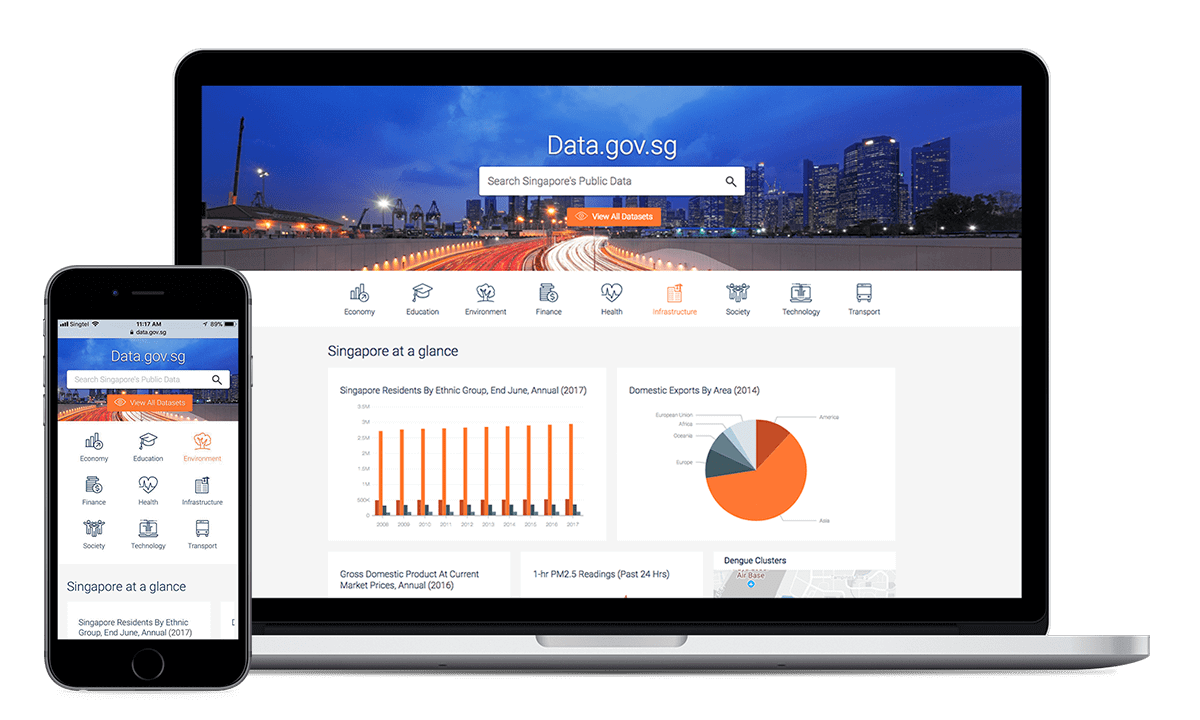 Data.gov.sg
Search Singapore's Public Data
View All Datasets
Economy
Education
Environment
Finance
Health
Infrastructure
Society
Technology
Transport
Singapore at a glance
Singapore Residents By Ethnic Group, End June, Annual (2017)
3.5M
3M
2.5M
2M
1.5M
1M
500K
0
2008 2009 2010 2011 2012 2013 2014 2015 2016 2017
Domestic Exports By Area (2014)
European Union
Africa
Oceania
Europe
America
Asia
Gross Domestic Product At Current
Market Prices, Annual (2016)
1-hr PM2.5 Readings (Past 24 Hrs)
Dengue Clusters
Air Base
Singtel
11:17 AM
89%
data.gov.sg
Data.gov.sg
Search Singapore's Public Data
View All Datasets
Economy
Education
Environment
Finance
Health
Infrastructure
Society
Technology
Transport
Singapore at a glance
Singapore Residents By Ethnic
Group, End June, Annual (2017)